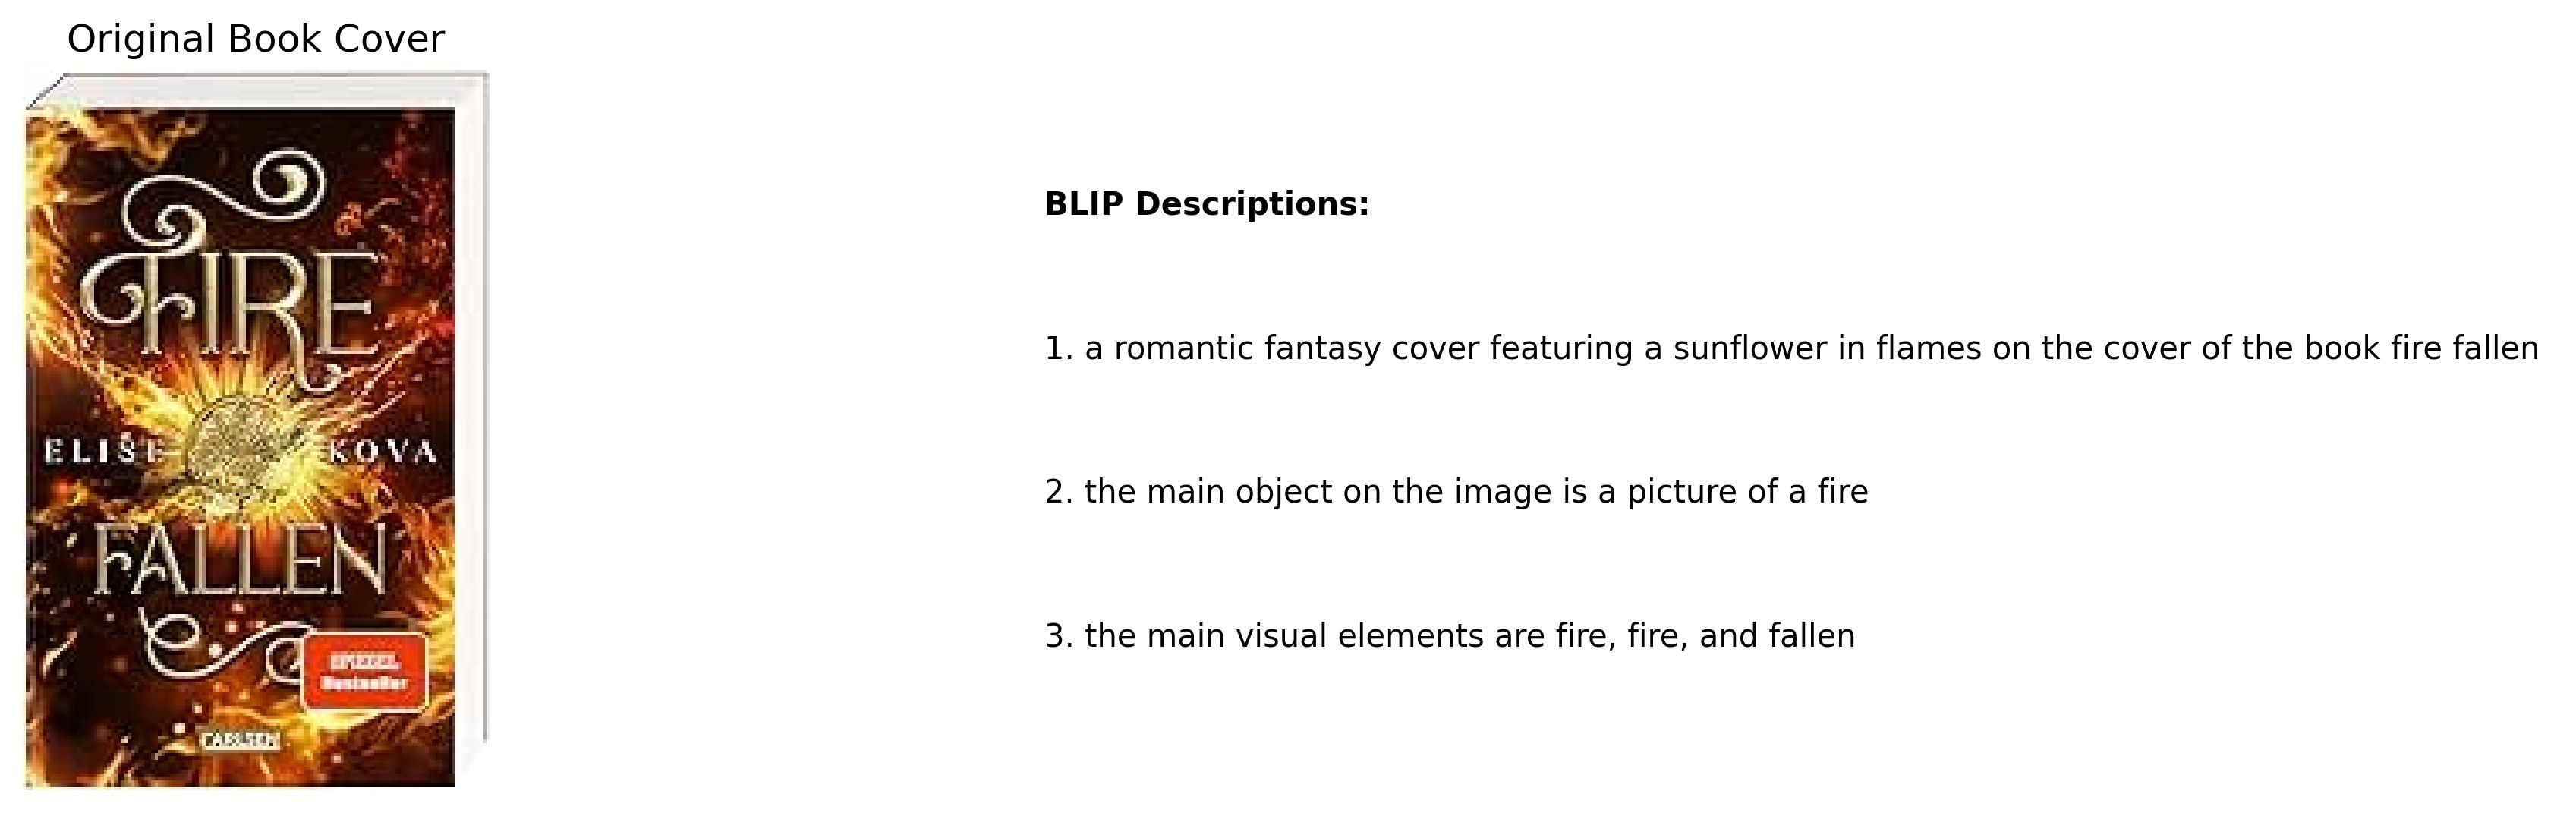 Original Book Cover
FIRE
ELISE KOVA
FALLEN
SPIEGEL
Bestseller
CARLSEN
BLIP Descriptions:
1. a romantic fantasy cover featuring a sunflower in flames on the cover of the book fire fallen
2. the main object on the image is a picture of a fire
3. the main visual elements are fire, fire, and fallen